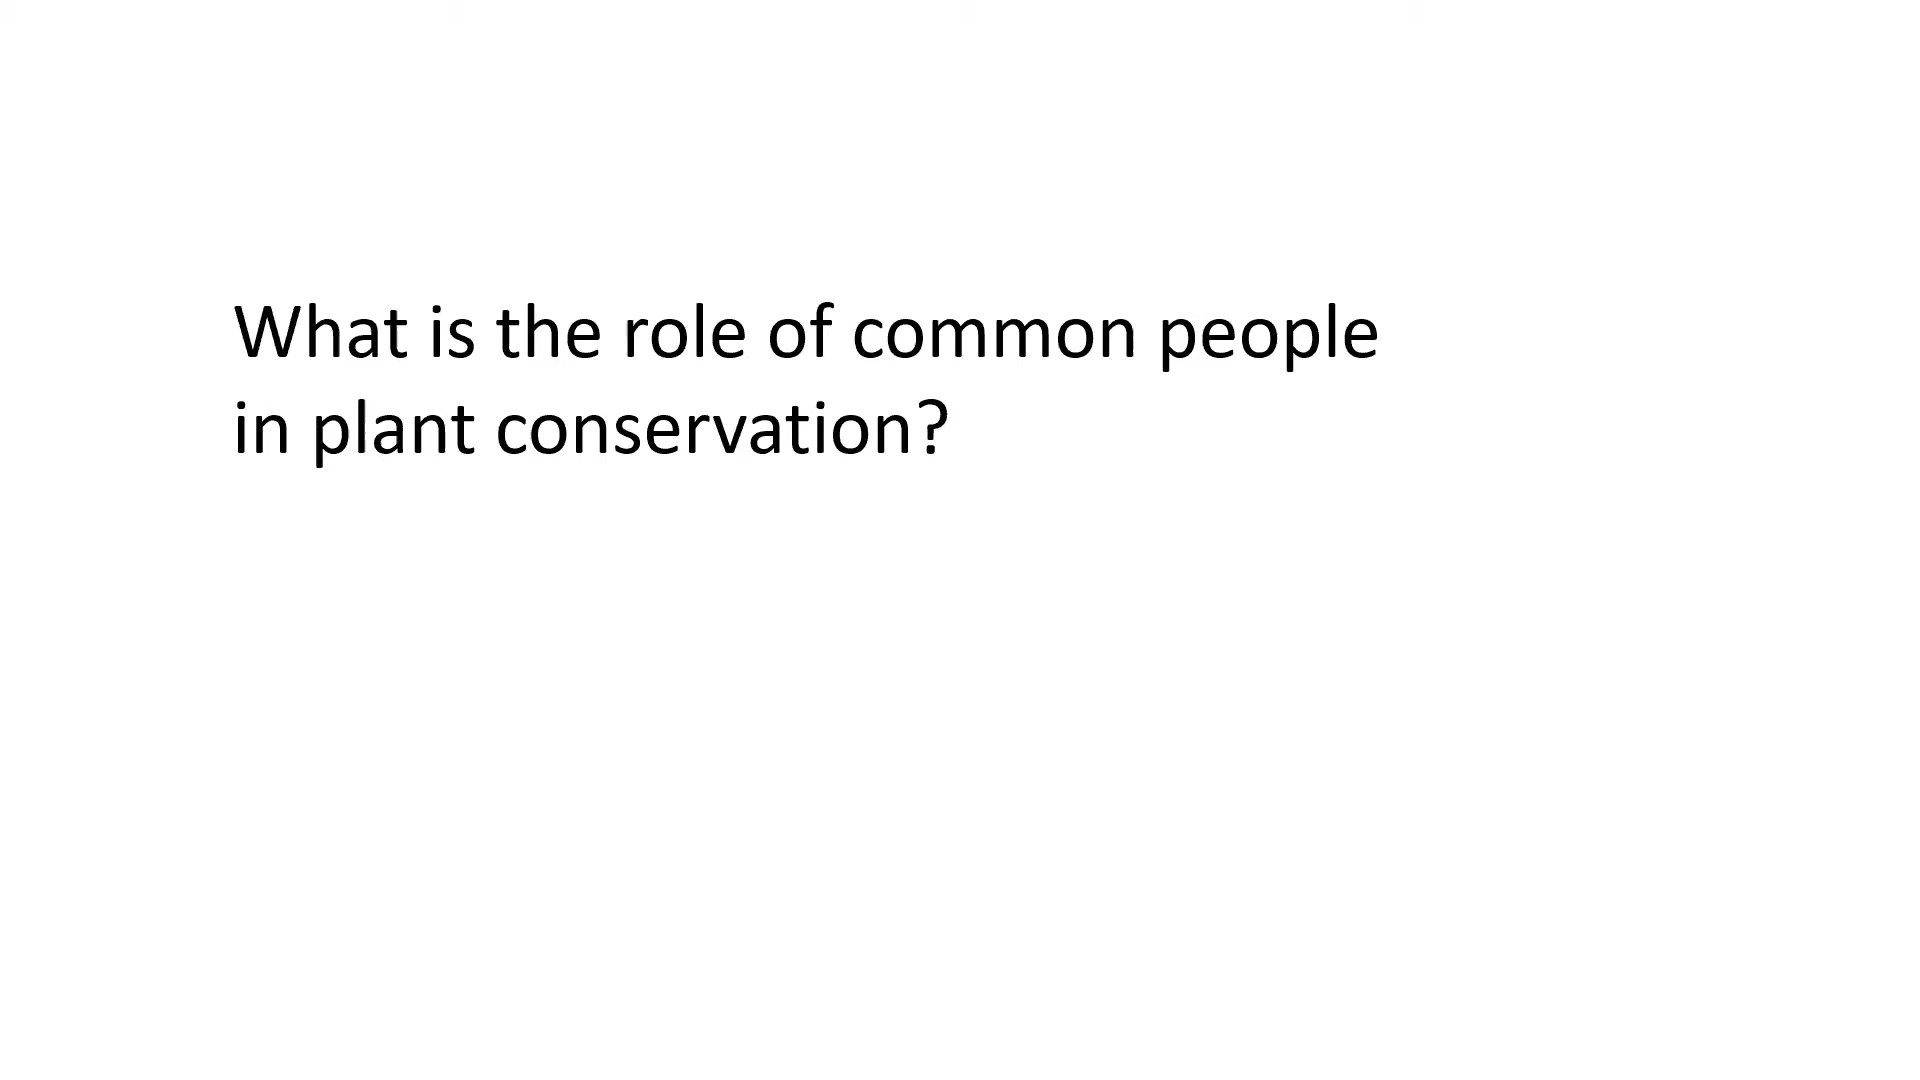 What is the role of common people
in plant conservation?